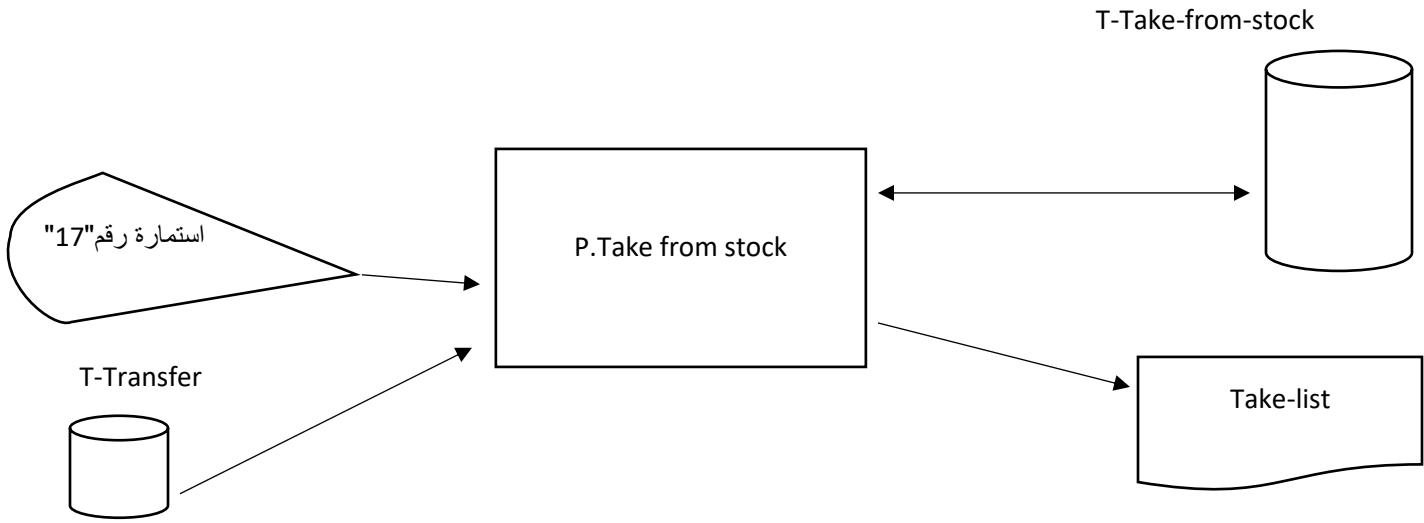 T-Take-from-stock
استمارة رقم"17"
P.Take from stock
T-Transfer
Take-list